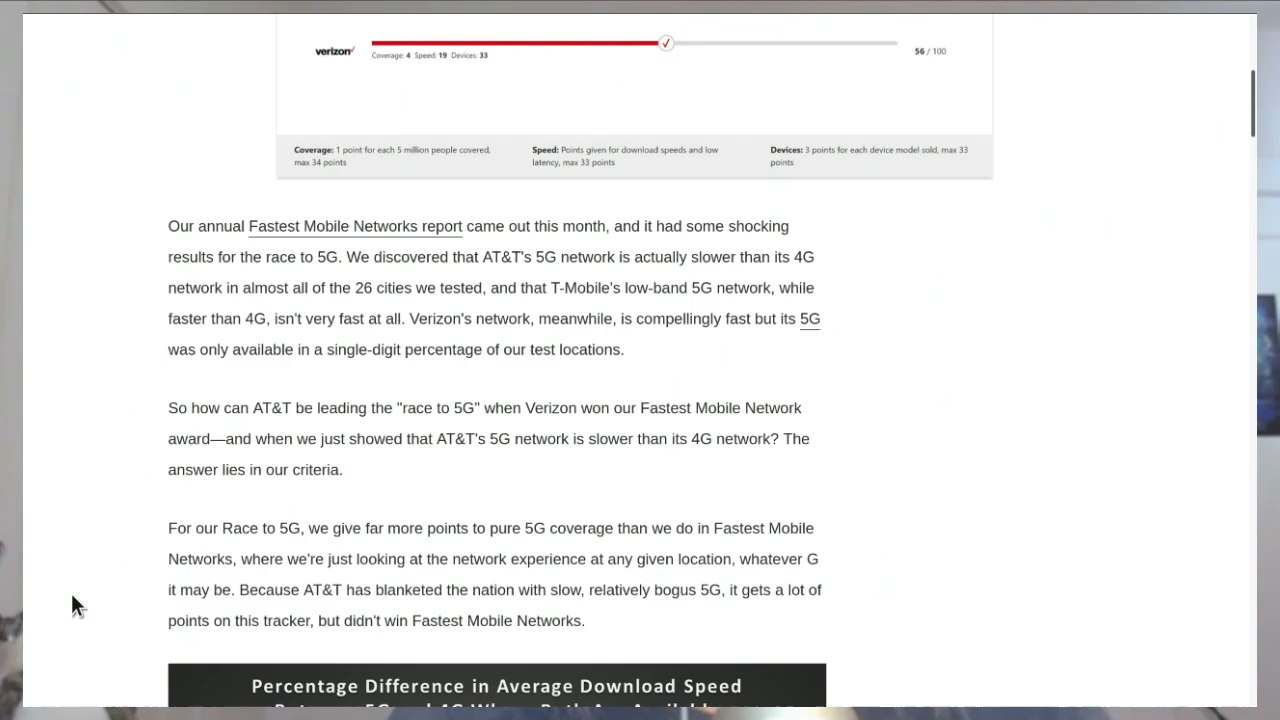 verizon✓
Coverage: 4 Speed: 19 Devices: 33
56 / 100
Coverage: 1 point for each 5 million people covered,
max 34 points
Speed: Points given for download speeds and low
latency, max 33 points
Devices: 3 points for each device model sold, max 33
points
Our annual Fastest Mobile Networks report came out this month, and it had some shocking
results for the race to 5G. We discovered that AT&T's 5G network is actually slower than its 4G
network in almost all of the 26 cities we tested, and that T-Mobile's low-band 5G network, while
faster than 4G, isn't very fast at all. Verizon's network, meanwhile, is compellingly fast but its 5G
was only available in a single-digit percentage of our test locations.
So how can AT&T be leading the "race to 5G" when Verizon won our Fastest Mobile Network
award—and when we just showed that AT&T's 5G network is slower than its 4G network? The
answer lies in our criteria.
For our Race to 5G, we give far more points to pure 5G coverage than we do in Fastest Mobile
Networks, where we're just looking at the network experience at any given location, whatever G
it may be. Because AT&T has blanketed the nation with slow, relatively bogus 5G, it gets a lot of
points on this tracker, but didn't win Fastest Mobile Networks.
Percentage Difference in Average Download Speed
Between 5G and 4G Where Both Are Available